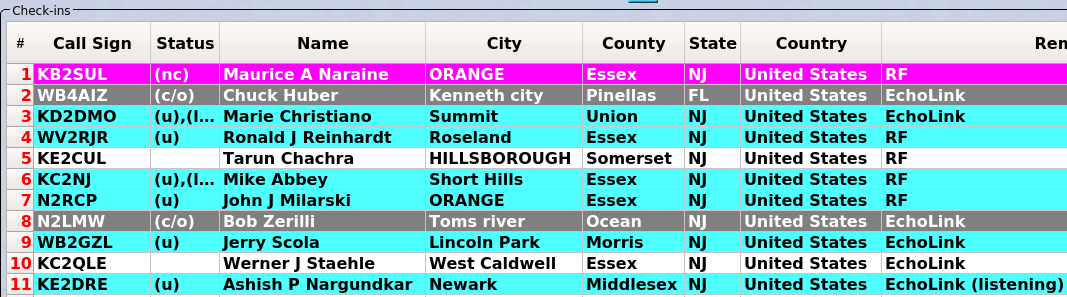 Check-ins
# Call Sign Status Name City County State Country Rem
1 KB2SUL (nc) Maurice A Naraine ORANGE Essex NJ United States RF
2 WB4AIZ (c/o) Chuck Huber Kenneth city Pinellas FL United States EchoLink
3 KD2DMO (u),(l... Marie Christiano Summit Union NJ United States EchoLink
4 WV2RJR (u) Ronald J Reinhardt Roseland Essex NJ United States RF
5 KE2CUL Tarun Chachra HILLSBOROUGH Somerset NJ United States RF
6 KC2NJ (u),(l... Mike Abbey Short Hills Essex NJ United States RF
7 N2RCP (u) John J Milarski ORANGE Essex NJ United States RF
8 N2LMW (c/o) Bob Zerilli Toms river Ocean NJ United States EchoLink
9 WB2GZL (u) Jerry Scola Lincoln Park Morris NJ United States EchoLink
10 KC2QLE Werner J Staehle West Caldwell Essex NJ United States EchoLink
11 KE2DRE (u) Ashish P Nargundkar Newark Middlesex NJ United States EchoLink (listening)